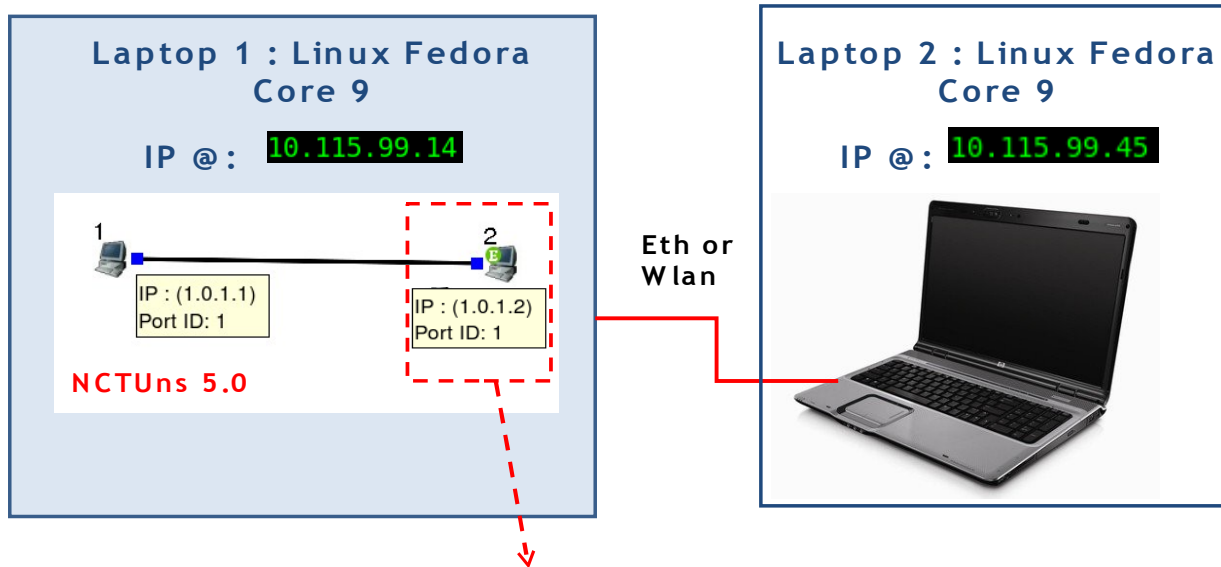 Laptop 1 : Linux Fedora
Core 9
IP @ : 10.115.99.14
1
2
E
IP : (1.0.1.1)
Port ID: 1
IP : (1.0.1.2)
Port ID: 1
NCTUns 5.0
Eth or
Wlan
Laptop 2 : Linux Fedora
Core 9
IP @ : 10.115.99.45